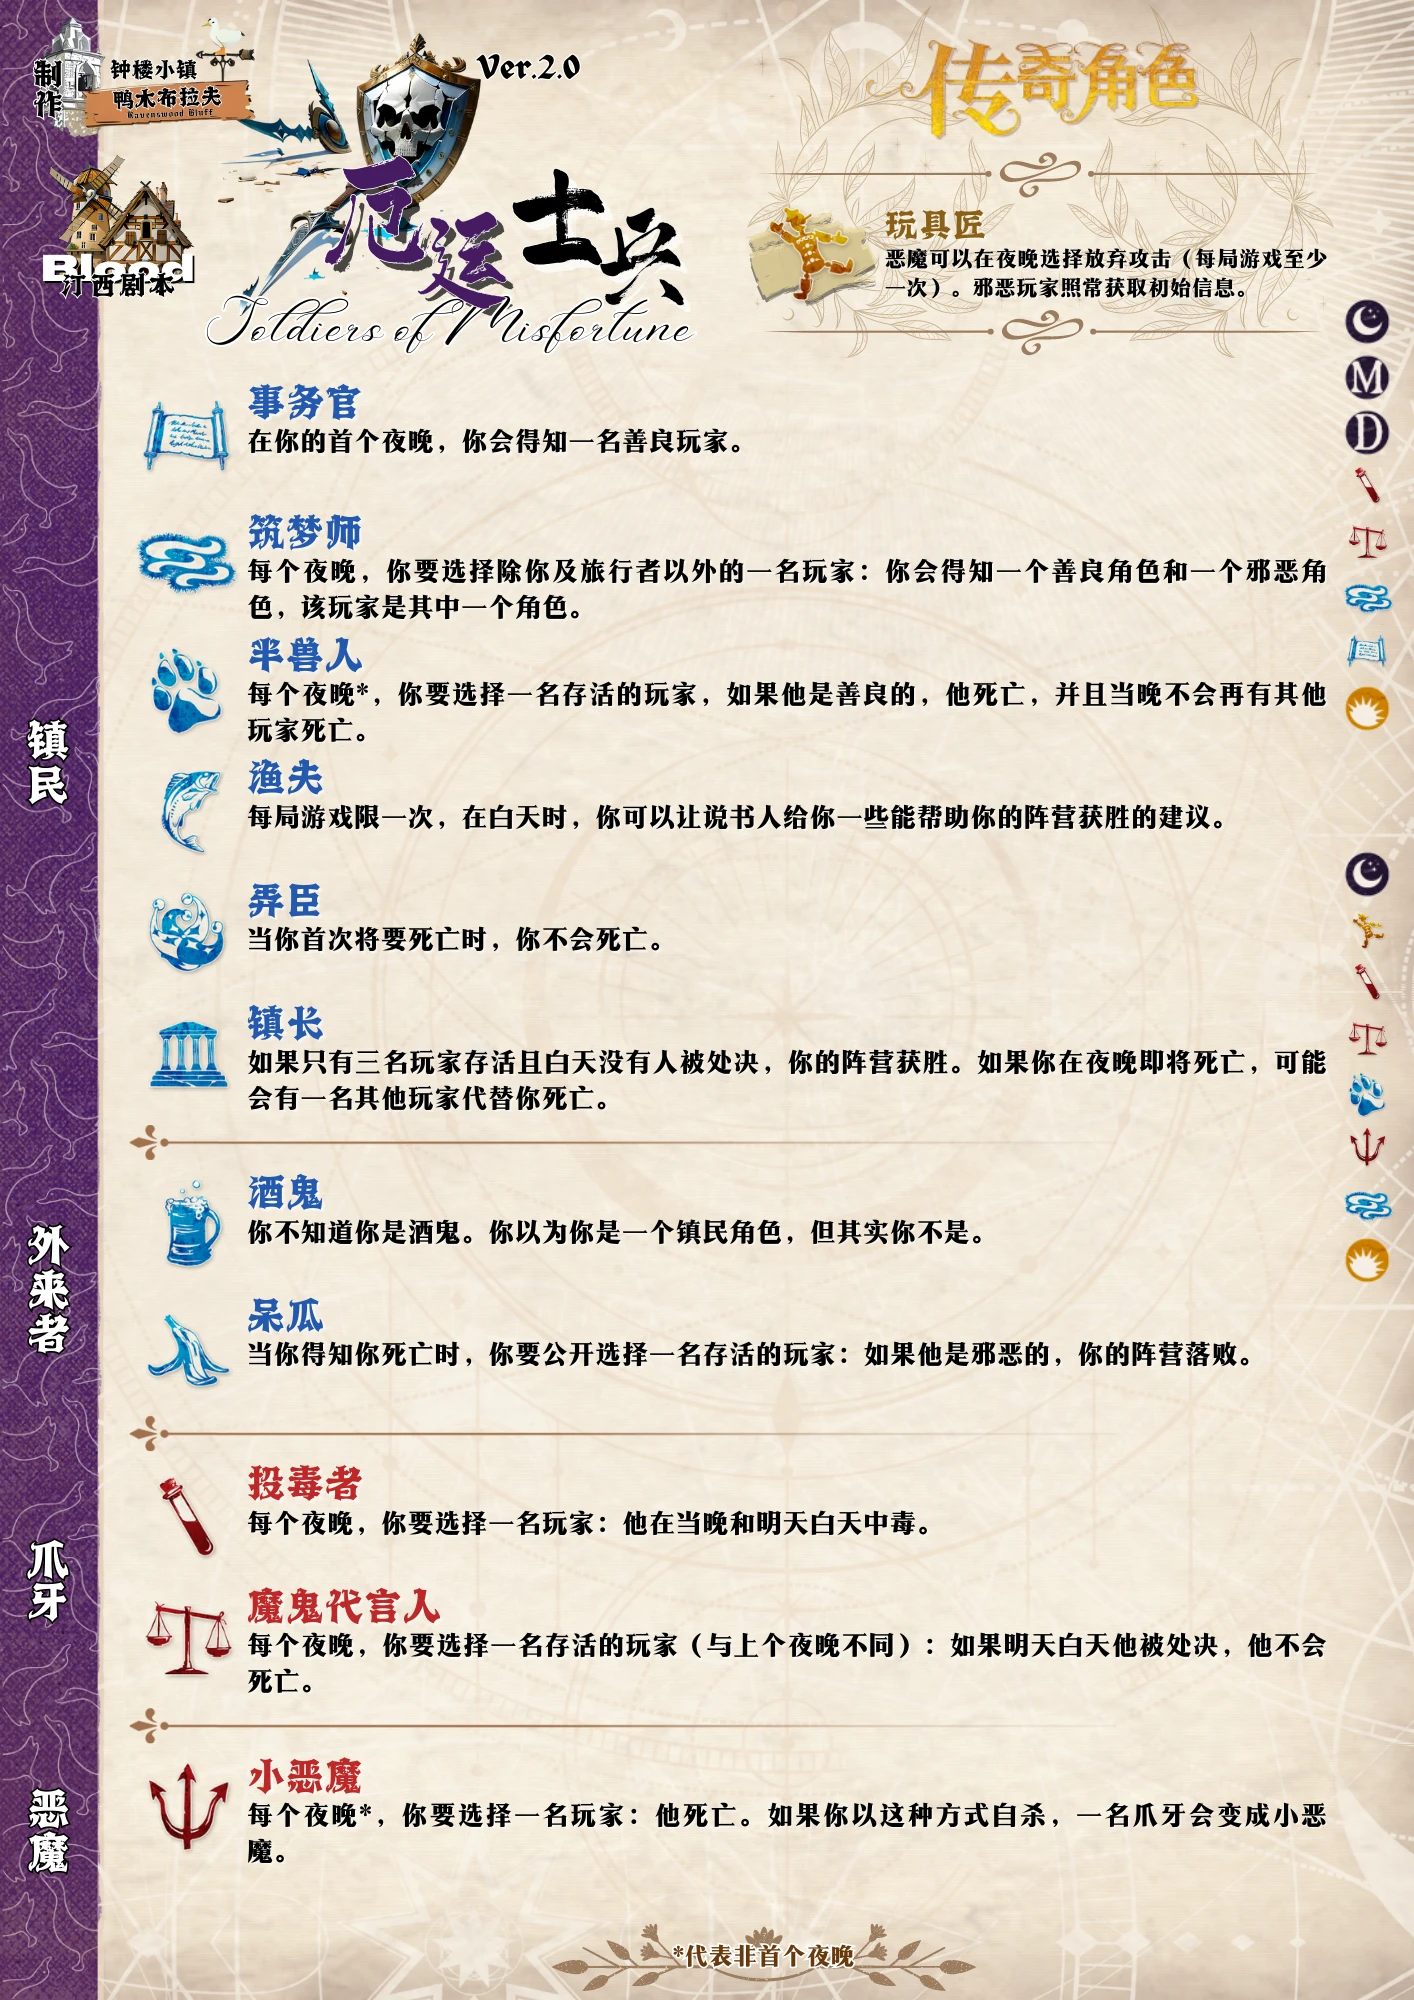 制作
钟楼小镇
鸭木布拉夫
Ravenswood Bluff
Blood
汀西剧本
Ver.2.0
厄运士兵
Soldiers of Misfortune
传奇角色
玩具匠
恶魔可以在夜晚选择放弃攻击（每局游戏至少
一次）。邪恶玩家照常获取初始信息。
M
D
镇民
事务官
在你的首个夜晚，你会得知一名善良玩家。
筑梦师
每个夜晚，你要选择除你及旅行者以外的一名玩家：你会得知一个善良角色和一个邪恶角
色，该玩家是其中一个角色。
半兽人
每个夜晚*，你要选择一名存活的玩家，如果他是善良的，他死亡，并且当晚不会再有其他
玩家死亡。
渔夫
每局游戏限一次，在白天时，你可以让说书人给你一些能帮助你的阵营获胜的建议。
弄臣
当你首次将要死亡时，你不会死亡。
镇长
如果只有三名玩家存活且白天没有人被处决，你的阵营获胜。如果你在夜晚即将死亡，可能
会有一名其他玩家代替你死亡。
外来者
酒鬼
你不知道你是酒鬼。你以为你是一个镇民角色，但其实你不是。
呆瓜
当你得知你死亡时，你要公开选择一名存活的玩家：如果他是邪恶的，你的阵营落败。
爪牙
投毒者
每个夜晚，你要选择一名玩家：他在当晚和明天白天中毒。
魔鬼代言人
每个夜晚，你要选择一名存活的玩家（与上个夜晚不同）：如果明天白天他被处决，他不会
死亡。
恶魔
小恶魔
每个夜晚*，你要选择一名玩家：他死亡。如果你以这种方式自杀，一名爪牙会变成小恶
魔。
*代表非首个夜晚